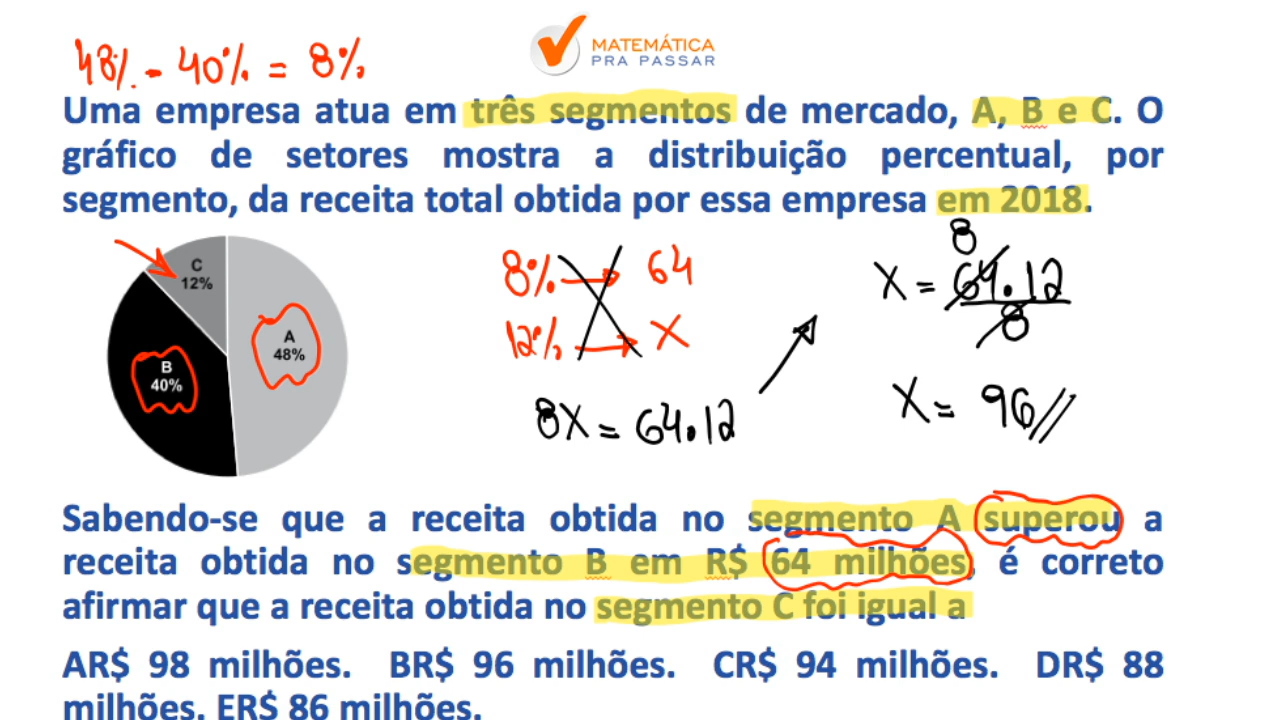 48% - 40% = 8%
MATEMÁTICA
PRA PASSAR
Uma empresa atua em três segmentos de mercado, A, B e C. O
gráfico de setores mostra a distribuição percentual, por
segmento, da receita total obtida por essa empresa em 2018.
C
12%
A
48%
B
40%
8% → 64
12% → X
8X = 64.12
8
X = 64.12
8
X = 96//
Sabendo-se que a receita obtida no segmento A superou a
receita obtida no segmento B em R$ 64 milhões, é correto
afirmar que a receita obtida no segmento C foi igual a
AR$ 98 milhões. BR$ 96 milhões. CR$ 94 milhões. DR$ 88
milhões. ER$ 86 milhões.